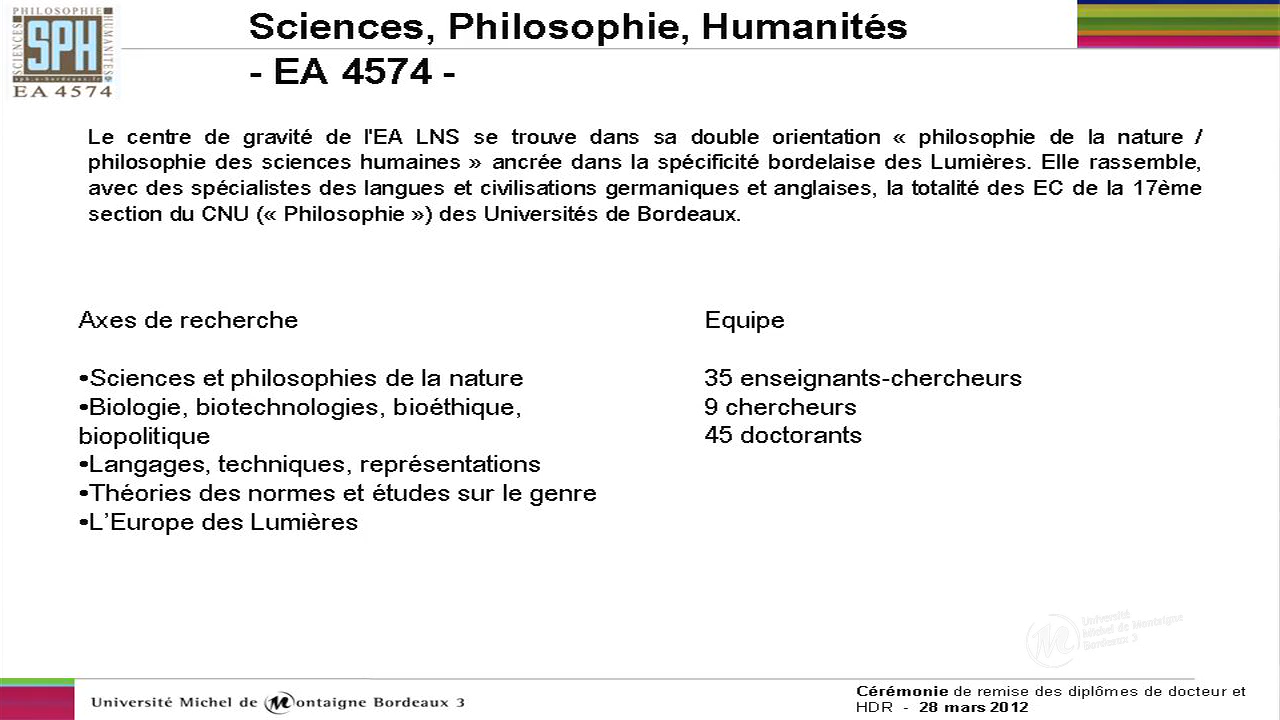 PHILOSOPHIE
SCIENCES
HUMANITÉS
SPH
EA 4574
Sciences, Philosophie, Humanités
- EA 4574 -
Le centre de gravité de l'EA LNS se trouve dans sa double orientation « philosophie de la nature /
philosophie des sciences humaines » ancrée dans la spécificité bordelaise des Lumières. Elle rassemble,
avec des spécialistes des langues et civilisations germaniques et anglaises, la totalité des EC de la 17ème
section du CNU (« Philosophie ») des Universités de Bordeaux.
Axes de recherche
•Sciences et philosophies de la nature
•Biologie, biotechnologies, bioéthique,
biopolitique
•Langages, techniques, représentations
•Théories des normes et études sur le genre
•L’Europe des Lumières
Equipe
35 enseignants-chercheurs
9 chercheurs
45 doctorants
Université
Michel de Montaigne
Bordeaux 3
Université Michel de Montaigne Bordeaux 3
Cérémonie de remise des diplômes de docteur et
HDR - 28 mars 2012